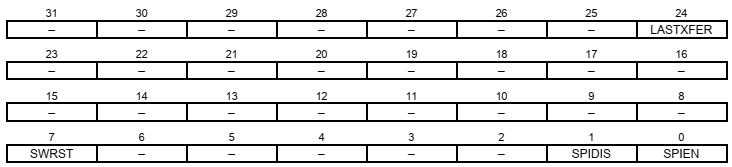 31 30 29 28 27 26 25 24
– – – – – – – LASTXFER
23 22 21 20 19 18 17 16
– – – – – – – –
15 14 13 12 11 10 9 8
– – – – – – – –
7 6 5 4 3 2 1 0
SWRST – – – – – SPIDIS SPIEN